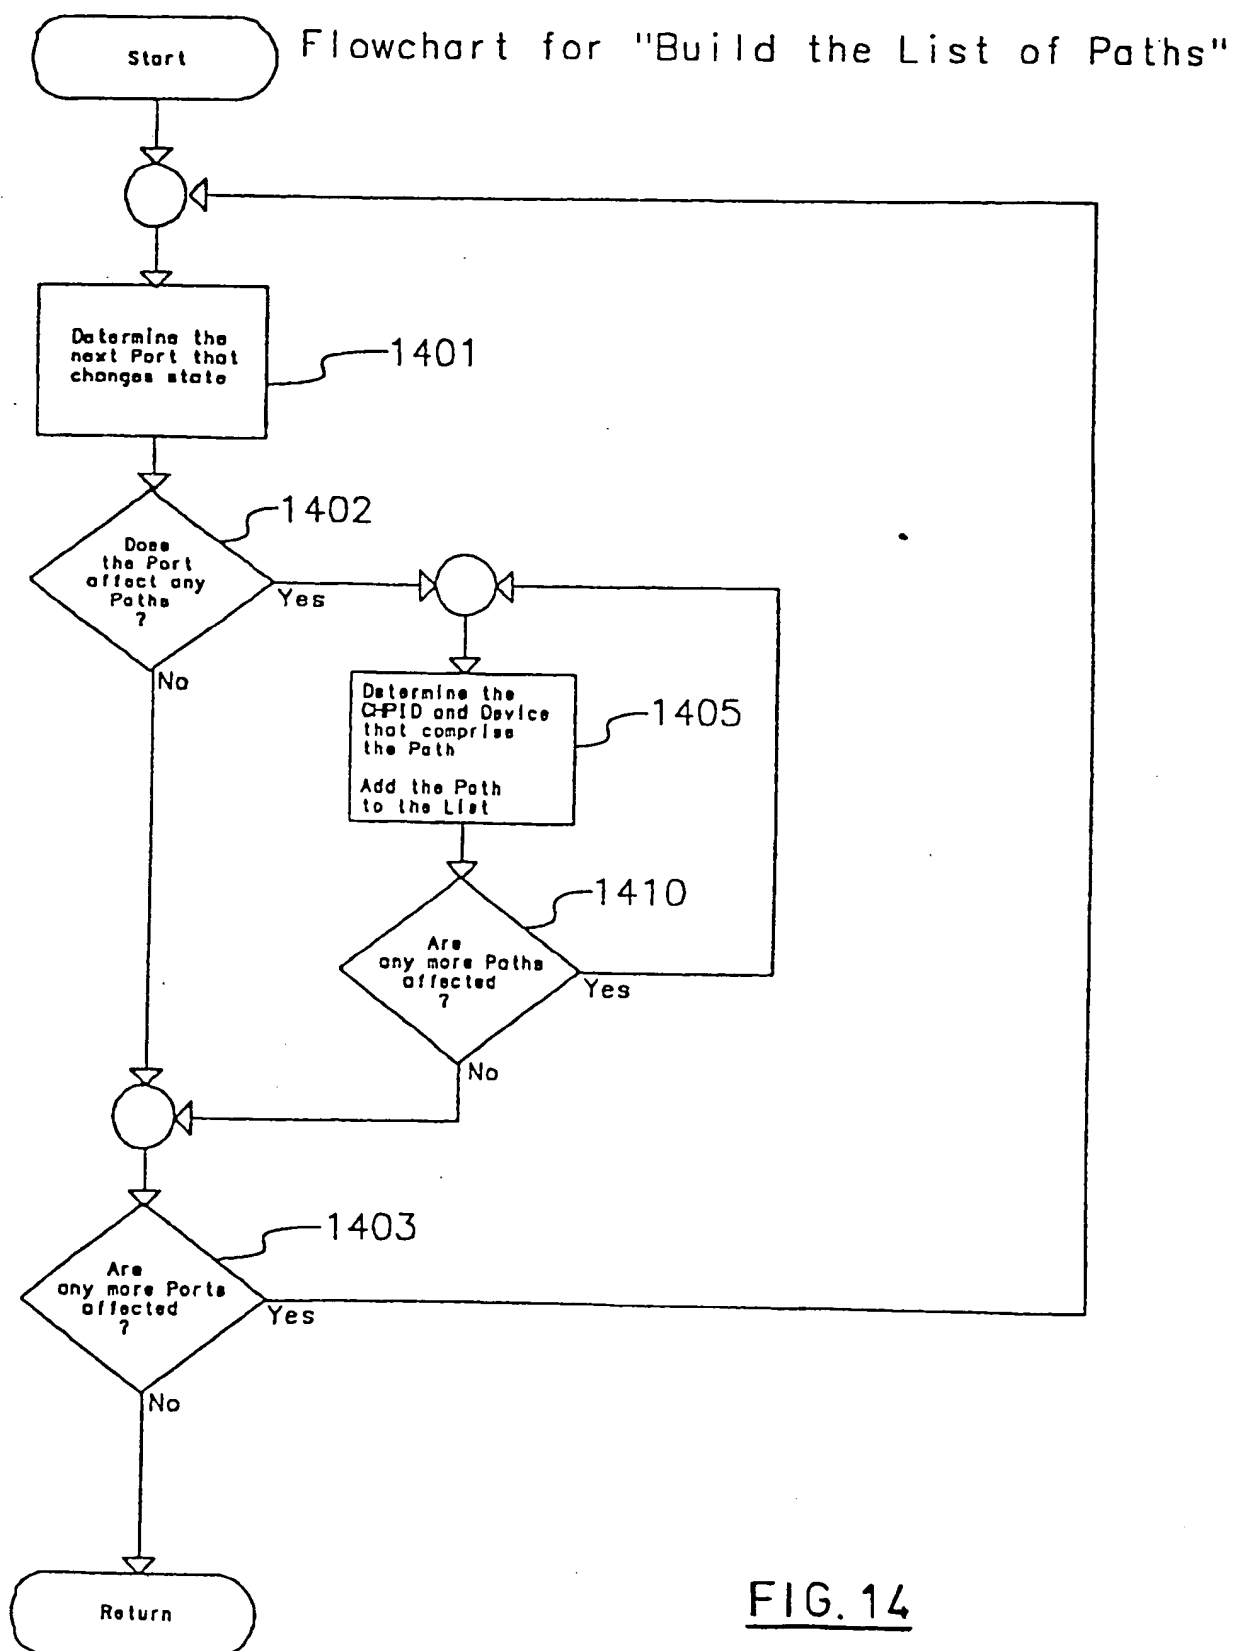 Start
Flowchart for "Build the List of Paths"
Determine the
next Port that
changes state
1401
1402
Does
the Port
affect any
Paths
?
Yes
No
Determine the
CHPID and Device
that comprise
the Path
Add the Path
to the List
1405
1410
Are
any more Paths
affected
?
Yes
No
1403
Are
any more Ports
affected
?
Yes
No
Return
FIG. 14